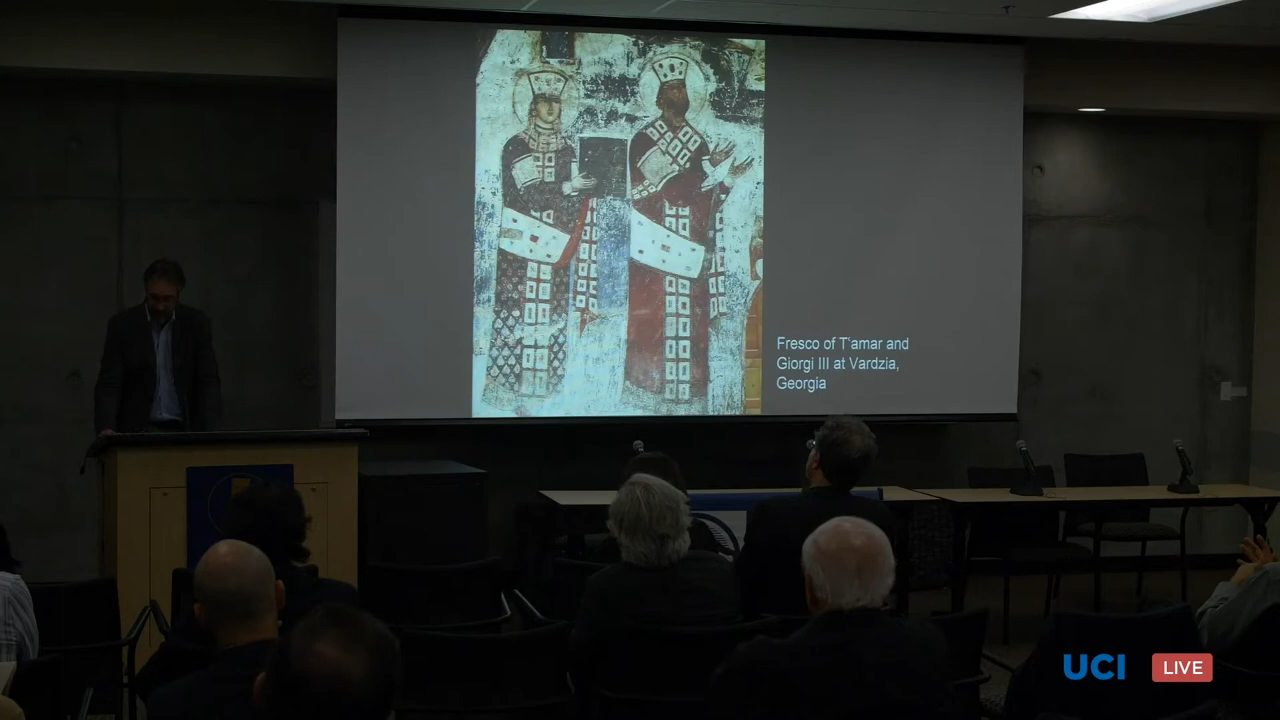 Fresco of T'amar and
Giorgi III at Vardzia,
Georgia
UCI
LIVE